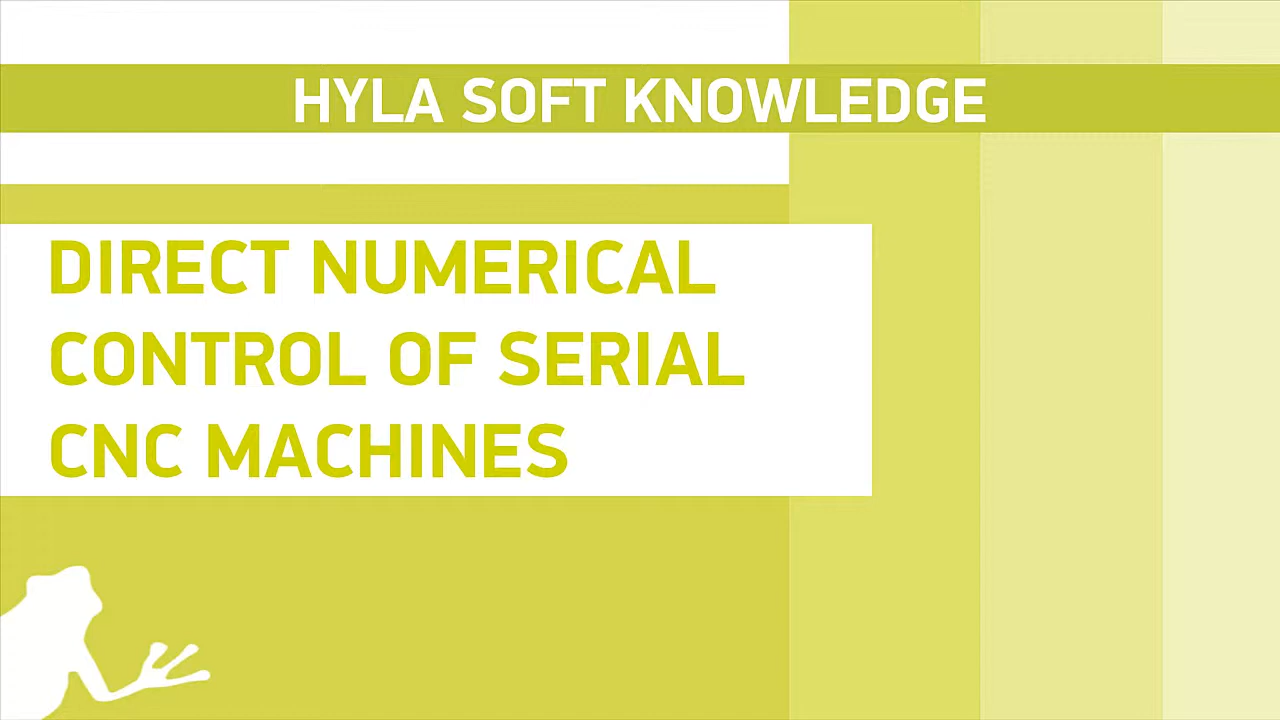 HYLA SOFT KNOWLEDGE
DIRECT NUMERICAL
CONTROL OF SERIAL
CNC MACHINES